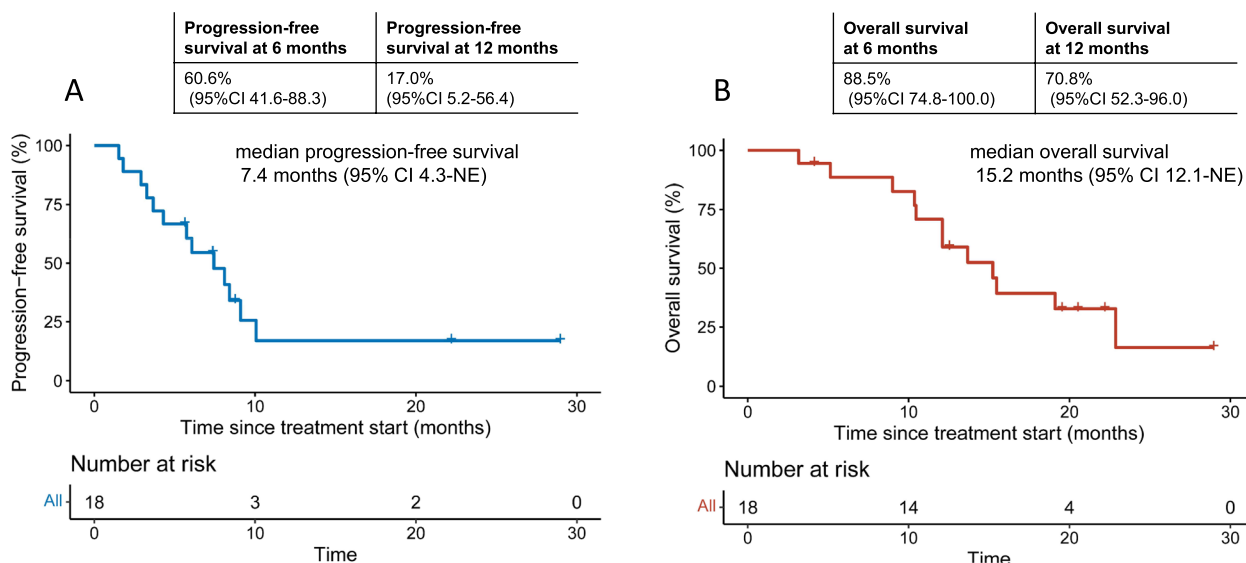 Progression-free
survival at 6 months
Progression-free
survival at 12 months
60.6%
(95%CI 41.6-88.3)
17.0%
(95%CI 5.2-56.4)
A
median progression-free survival
7.4 months (95% CI 4.3-NE)
Progression−free survival (%)
100
75
50
25
0
0 10 20 30
Time since treatment start (months)
Number at risk
All 18 3 2 0
0 10 20 30
Time
Overall survival
at 6 months
Overall survival
at 12 months
88.5%
(95%CI 74.8-100.0)
70.8%
(95%CI 52.3-96.0)
B
median overall survival
15.2 months (95% CI 12.1-NE)
Overall survival (%)
100
75
50
25
0
0 10 20 30
Time since treatment start (months)
Number at risk
All 18 14 4 0
0 10 20 30
Time